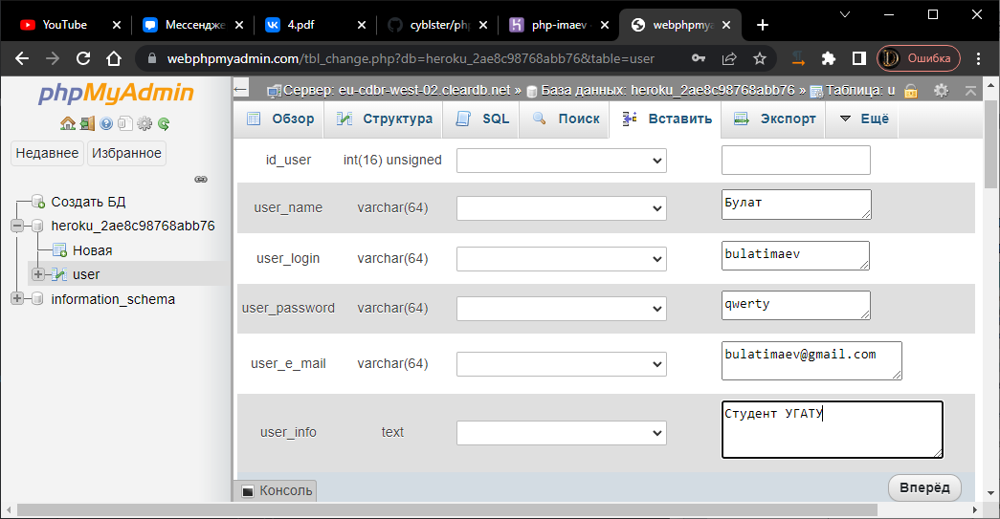 YouTube
Мессендже
4.pdf
cyblster/php
php-imaev
webphpmya
webphpmyadmin.com/tbl_change.php?db=heroku_2ae8c98768abb76&table=user
Ошибка
phpMyAdmin
Недавнее
Избранное
Создать БД
heroku_2ae8c98768abb76
Новая
user
information_schema
Сервер: eu-cdbr-west-02.cleardb.net » База данных: heroku_2ae8c98768abb76 » Таблица: u
Обзор
Структура
SQL
Поиск
Вставить
Экспорт
Ещё
id_user int(16) unsigned
user_name varchar(64) Булат
user_login varchar(64) bulatimaev
user_password varchar(64) qwerty
user_e_mail varchar(64) bulatimaev@gmail.com
user_info text Студент УГАТУ
Консоль
Вперёд